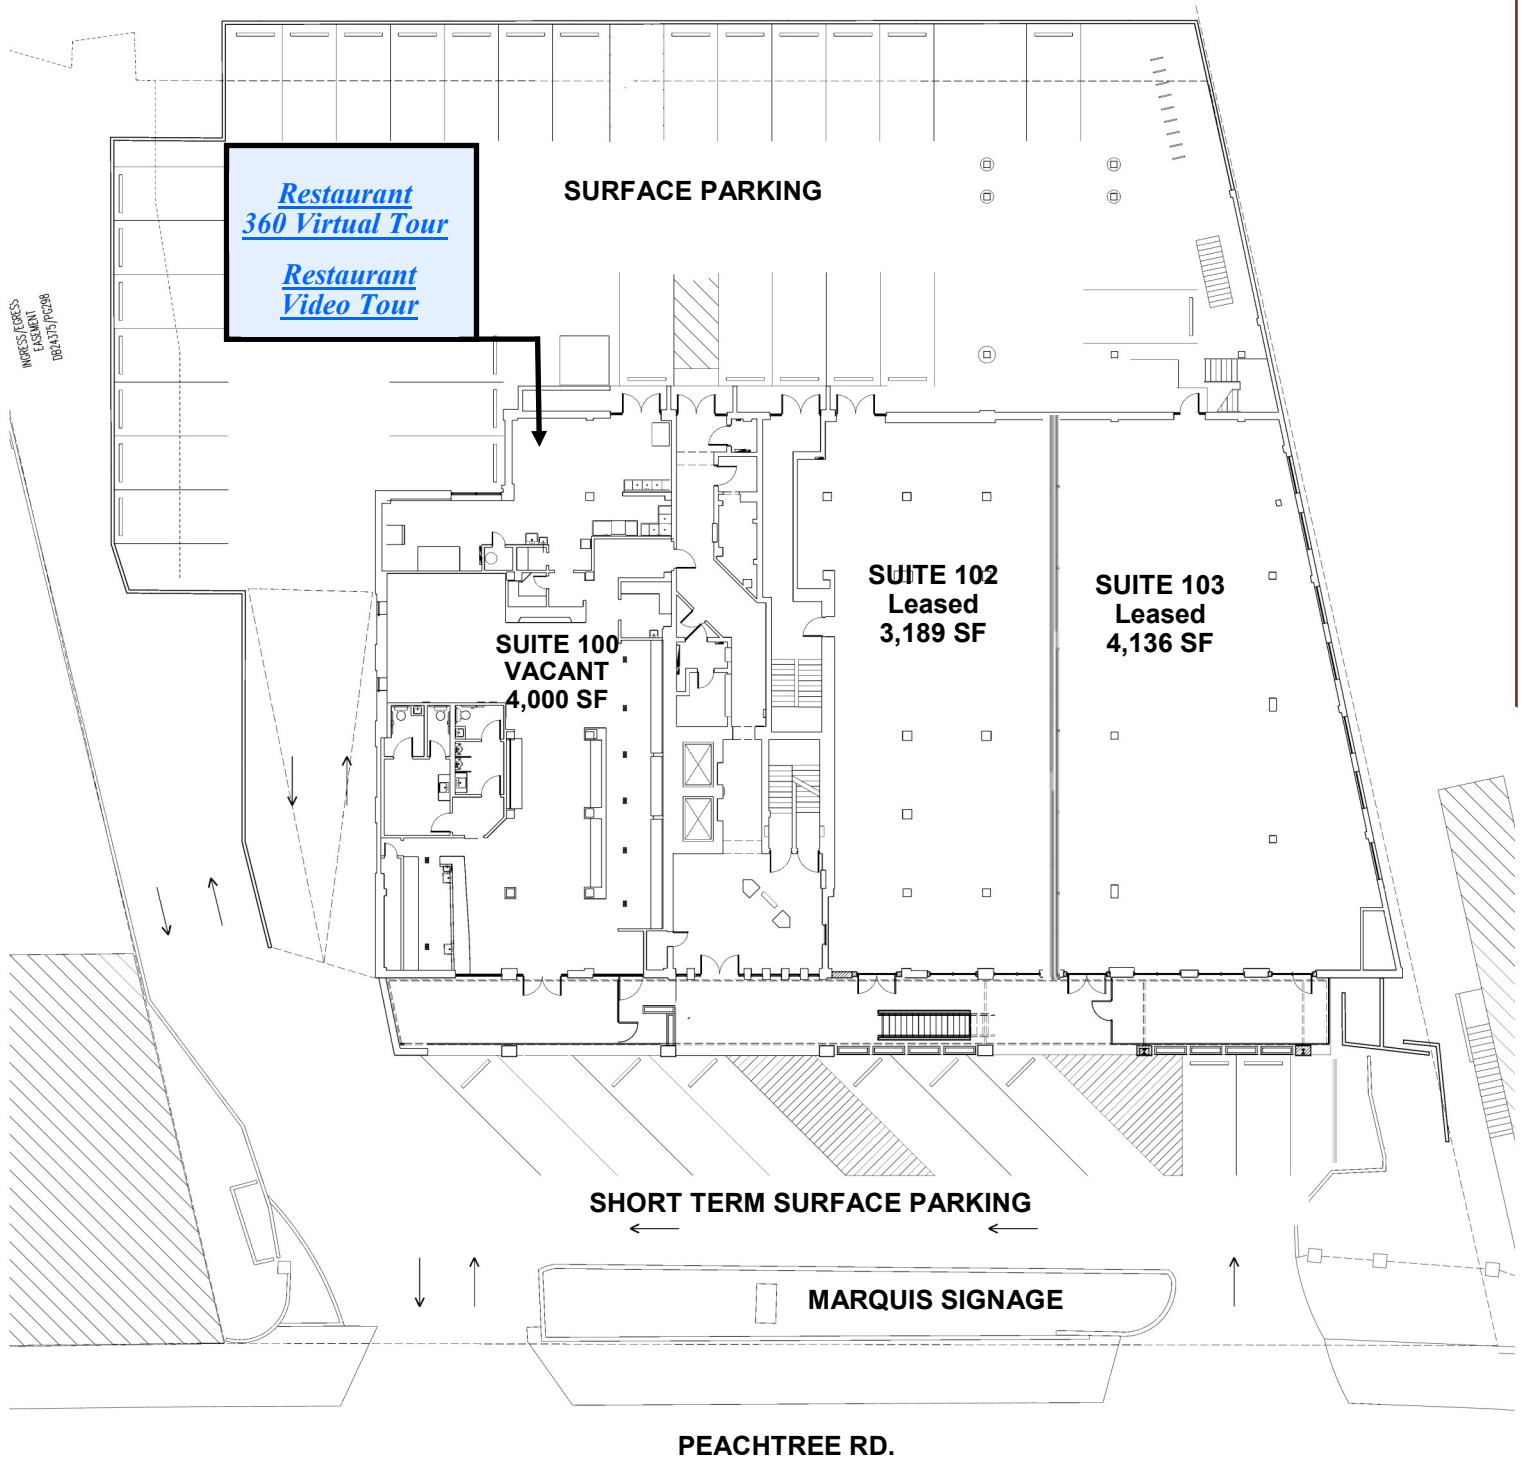 Restaurant
360 Virtual Tour
Restaurant
Video Tour
SURFACE PARKING
INGRESS/EGRESS
EASEMENT
DB24375/PG298
SUITE 100
VACANT
4,000 SF
SUITE 102
Leased
3,189 SF
SUITE 103
Leased
4,136 SF
SHORT TERM SURFACE PARKING
MARQUIS SIGNAGE
PEACHTREE RD.